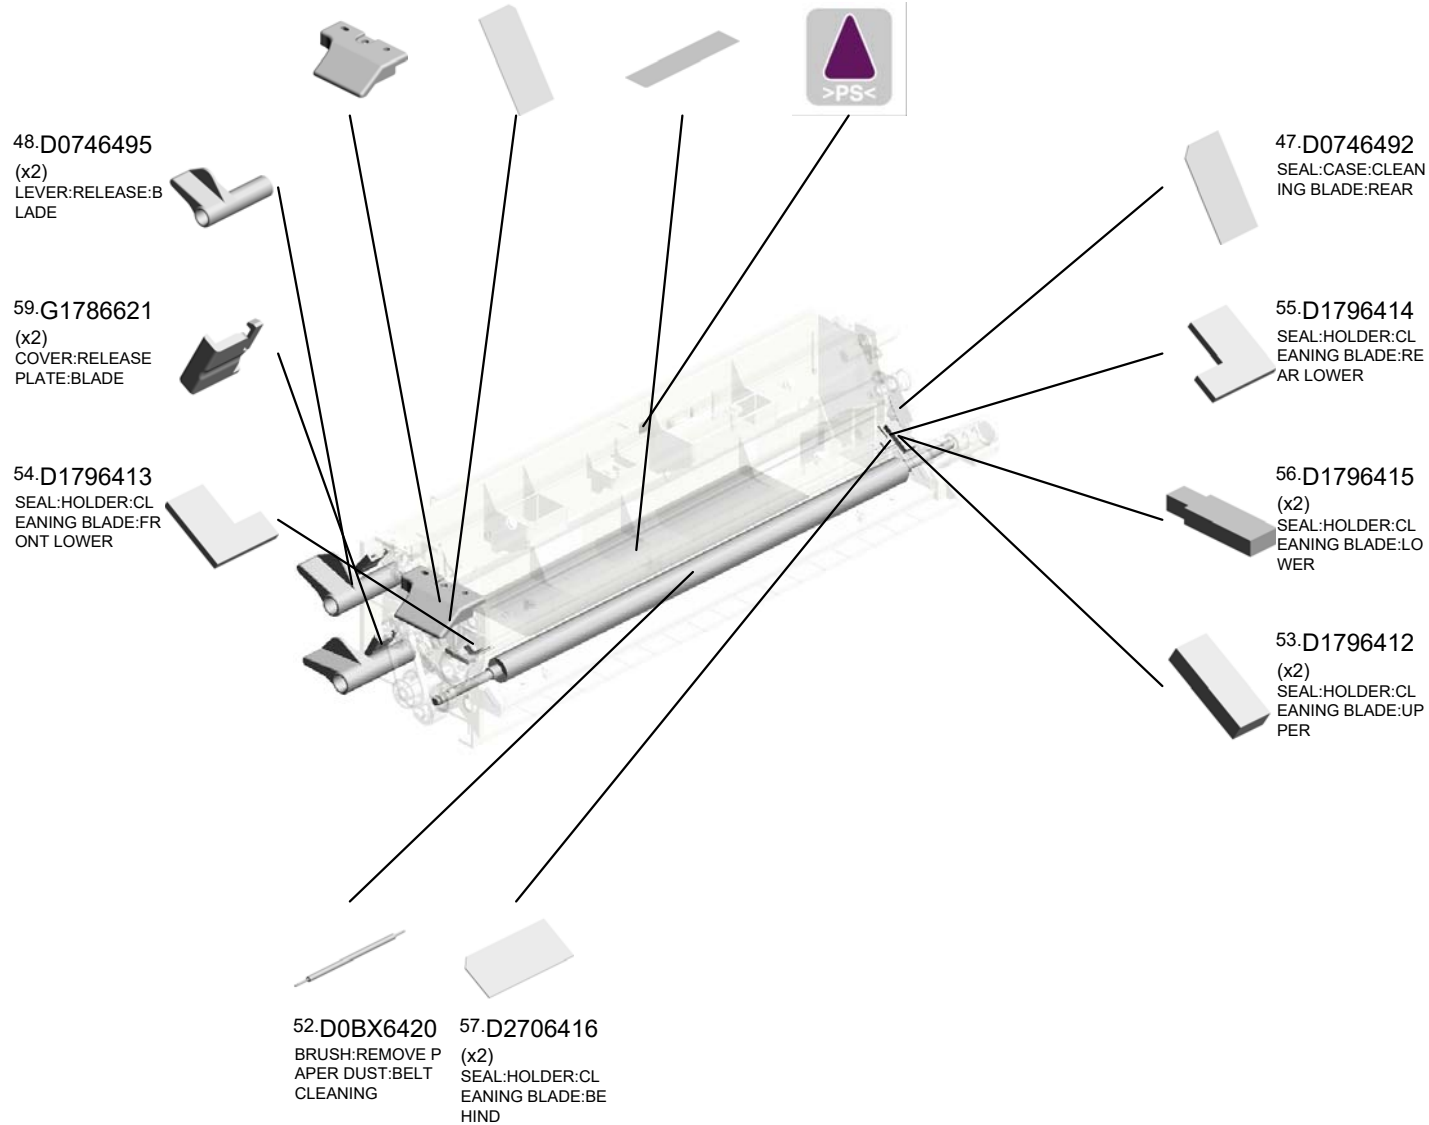 >PS<
48.D0746495
(x2)
LEVER:RELEASE:B
LADE
59.G1786621
(x2)
COVER:RELEASE
PLATE:BLADE
54.D1796413
SEAL:HOLDER:CL
EANING BLADE:FR
ONT LOWER
47.D0746492
SEAL:CASE:CLEAN
ING BLADE:REAR
55.D1796414
SEAL:HOLDER:CL
EANING BLADE:RE
AR LOWER
56.D1796415
(x2)
SEAL:HOLDER:CL
EANING BLADE:LO
WER
53.D1796412
(x2)
SEAL:HOLDER:CL
EANING BLADE:UP
PER
52.D0BX6420
BRUSH:REMOVE P
APER DUST:BELT
CLEANING
57.D2706416
(x2)
SEAL:HOLDER:CL
EANING BLADE:BE
HIND